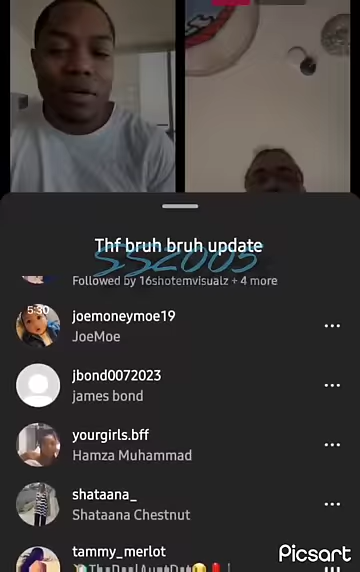 Thf bruh bruh update
SSC005
Followed by 16shotemvisualz + 4 more
5:30
joemoneymoe19
JoeMoe
jbond0072023
james bond
yourgirls.bff
Hamza Muhammad
shataana_
Shataana Chestnut
tammy_merlot
Picsart